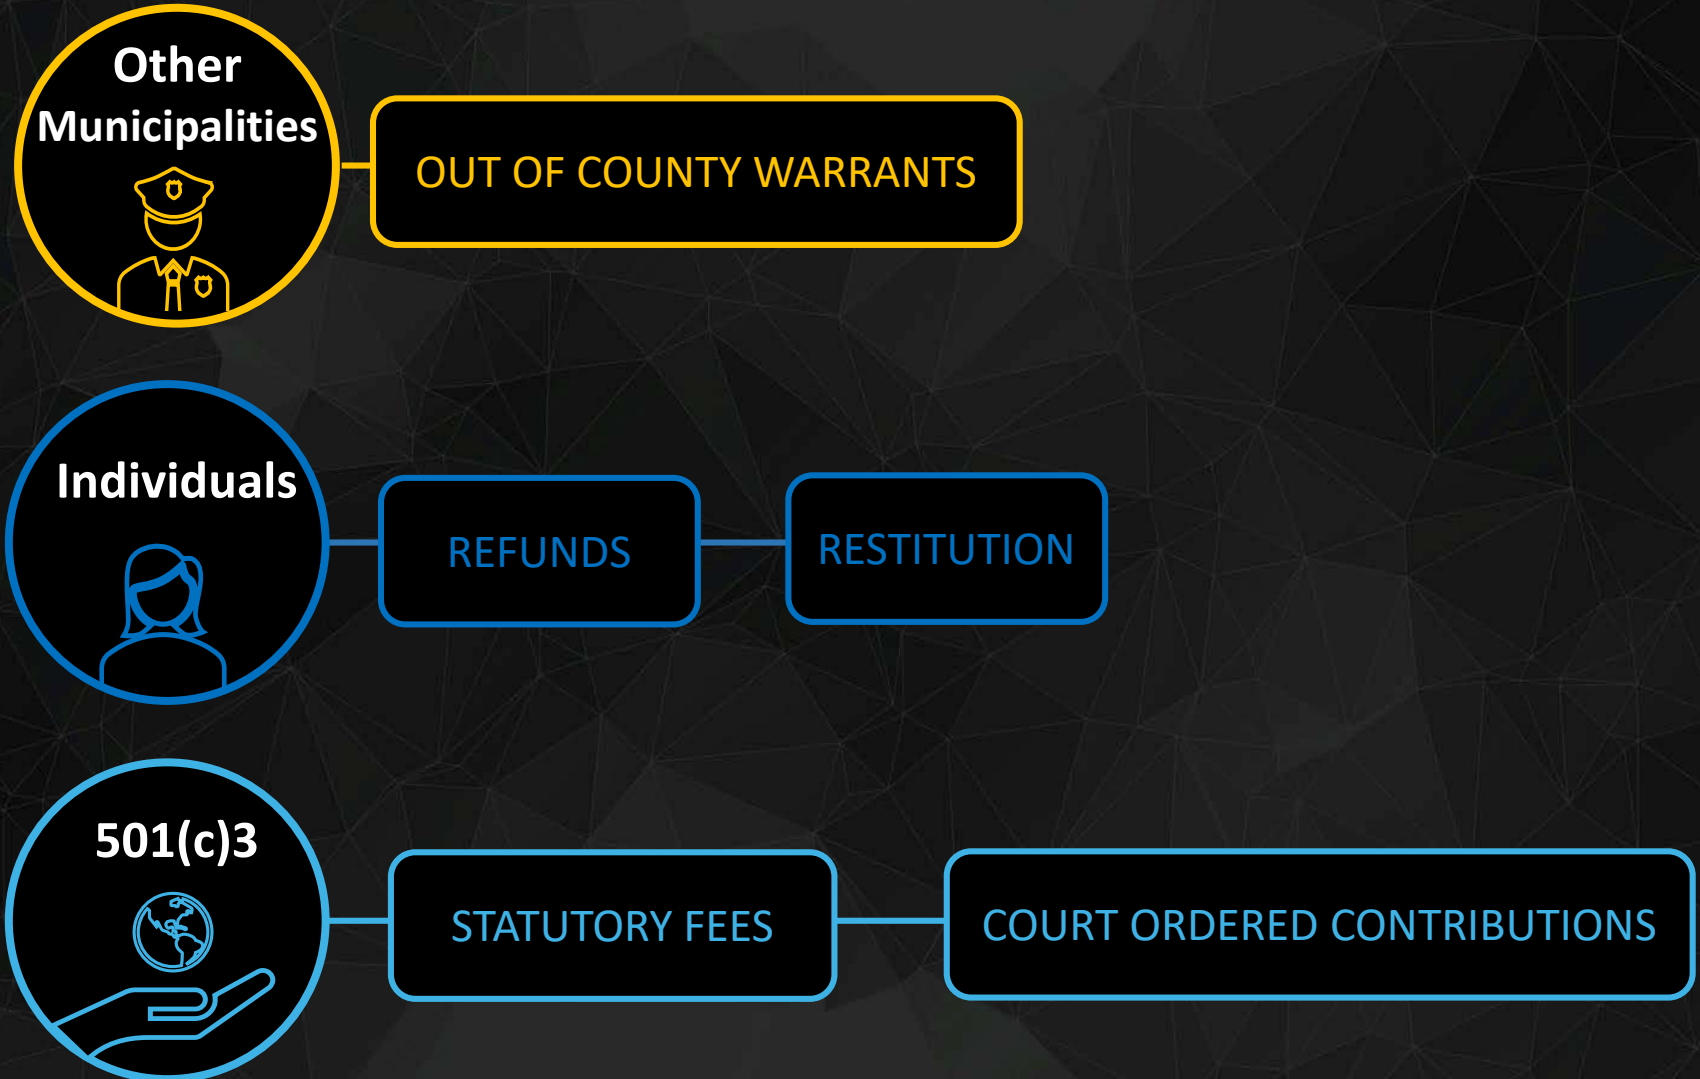 Other
Municipalities
OUT OF COUNTY WARRANTS
Individuals
REFUNDS
RESTITUTION
501(c)3
STATUTORY FEES
COURT ORDERED CONTRIBUTIONS